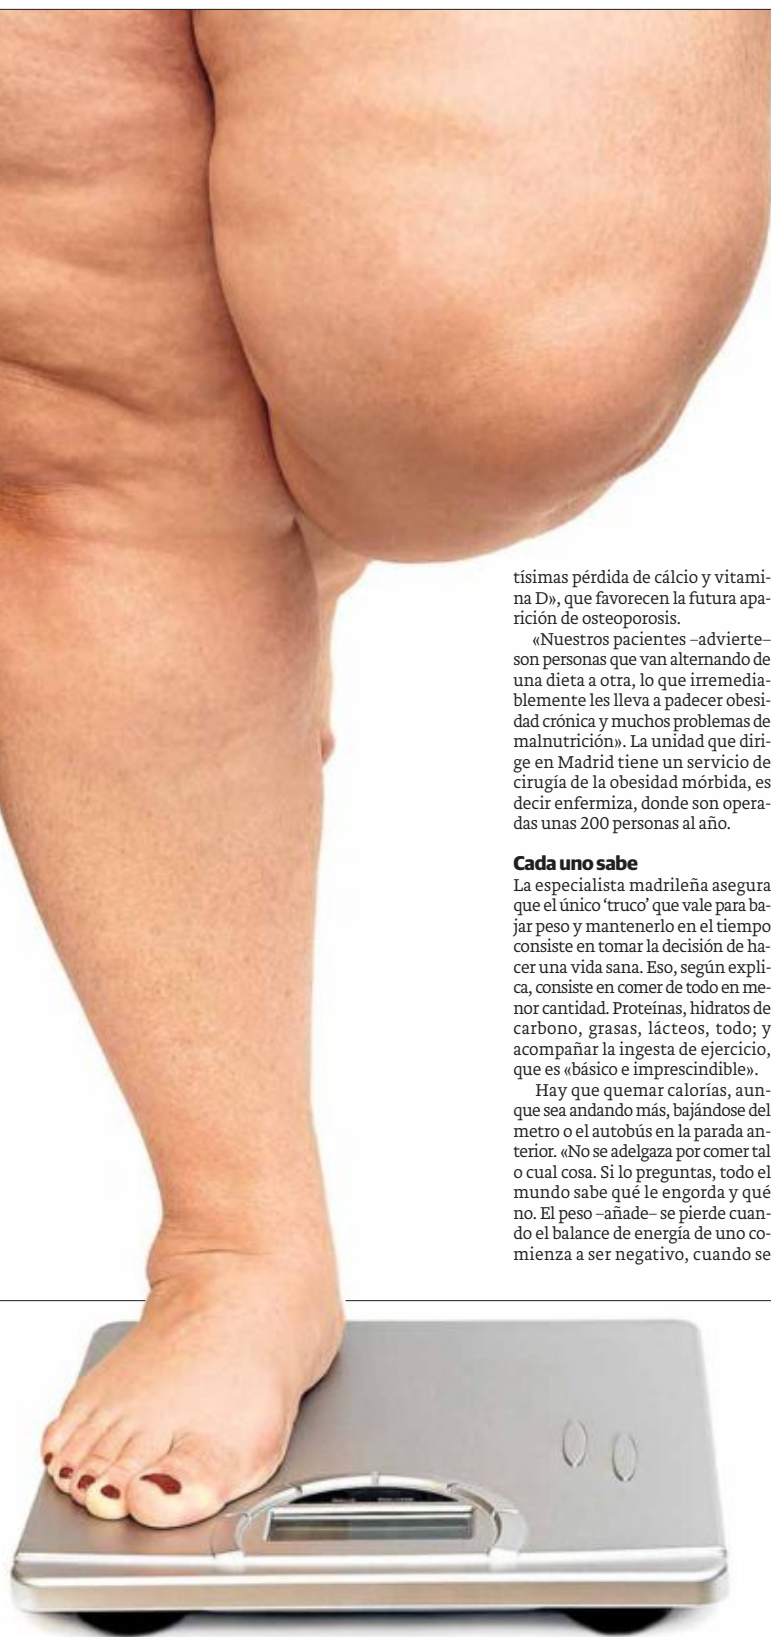 tísimas pérdida de cálcio y vitami-
na D», que favorecen la futura apa-
rición de osteoporosis.
«Nuestros pacientes –advierte–
son personas que van alternando de
una dieta a otra, lo que irremedia-
blemente les lleva a padecer obesi-
dad crónica y muchos problemas de
malnutrición». La unidad que diri-
ge en Madrid tiene un servicio de
cirugía de la obesidad mórbida, es
decir enfermiza, donde son opera-
das unas 200 personas al año.
Cada uno sabe
La especialista madrileña asegura
que el único ‘truco’ que vale para ba-
jar peso y mantenerlo en el tiempo
consiste en tomar la decisión de ha-
cer una vida sana. Eso, según expli-
ca, consiste en comer de todo en me-
nor cantidad. Proteínas, hidratos de
carbono, grasas, lácteos, todo; y
acompañar la ingesta de ejercicio,
que es «básico e imprescindible».
Hay que quemar calorías, aun-
que sea andando más, bajándose del
metro o el autobús en la parada an-
terior. «No se adelgaza por comer tal
o cual cosa. Si lo preguntas, todo el
mundo sabe qué le engorda y qué
no. El peso –añade– se pierde cuan-
do el balance de energía de uno co-
mienza a ser negativo, cuando se